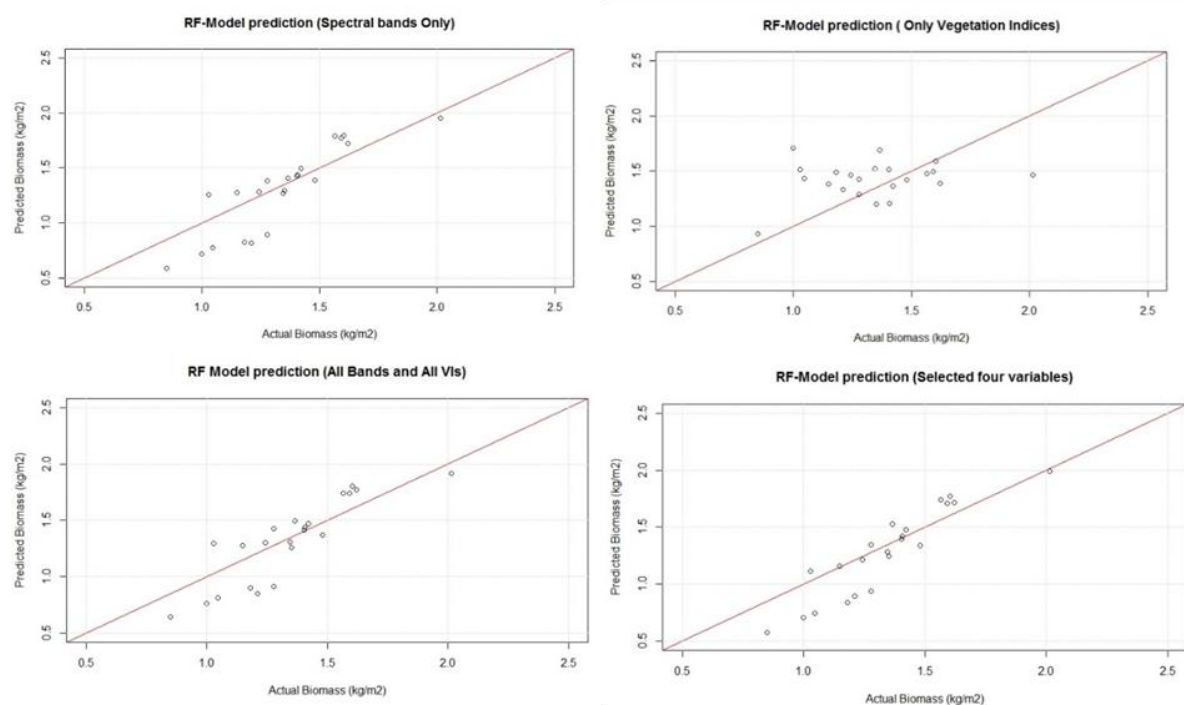 RF-Model prediction (Spectral bands Only)
Predicted Biomass (kg/m2)
2.5
2.0
1.5
1.0
0.5
0.5 1.0 1.5 2.0 2.5
Actual Biomass (kg/m2)
RF-Model prediction ( Only Vegetation Indices)
Predicted Biomass (kg/m2)
2.5
2.0
1.5
1.0
0.5
0.5 1.0 1.5 2.0 2.5
Actual Biomass (kg/m2)
RF Model prediction (All Bands and All VIs)
Predicted Biomass (kg/m2)
2.5
2.0
1.5
1.0
0.5
0.5 1.0 1.5 2.0 2.5
Actual Biomass (kg/m2)
RF-Model prediction (Selected four variables)
Predicted Biomass (kg/m2)
2.5
2.0
1.5
1.0
0.5
0.5 1.0 1.5 2.0 2.5
Actual Biomass (kg/m2)